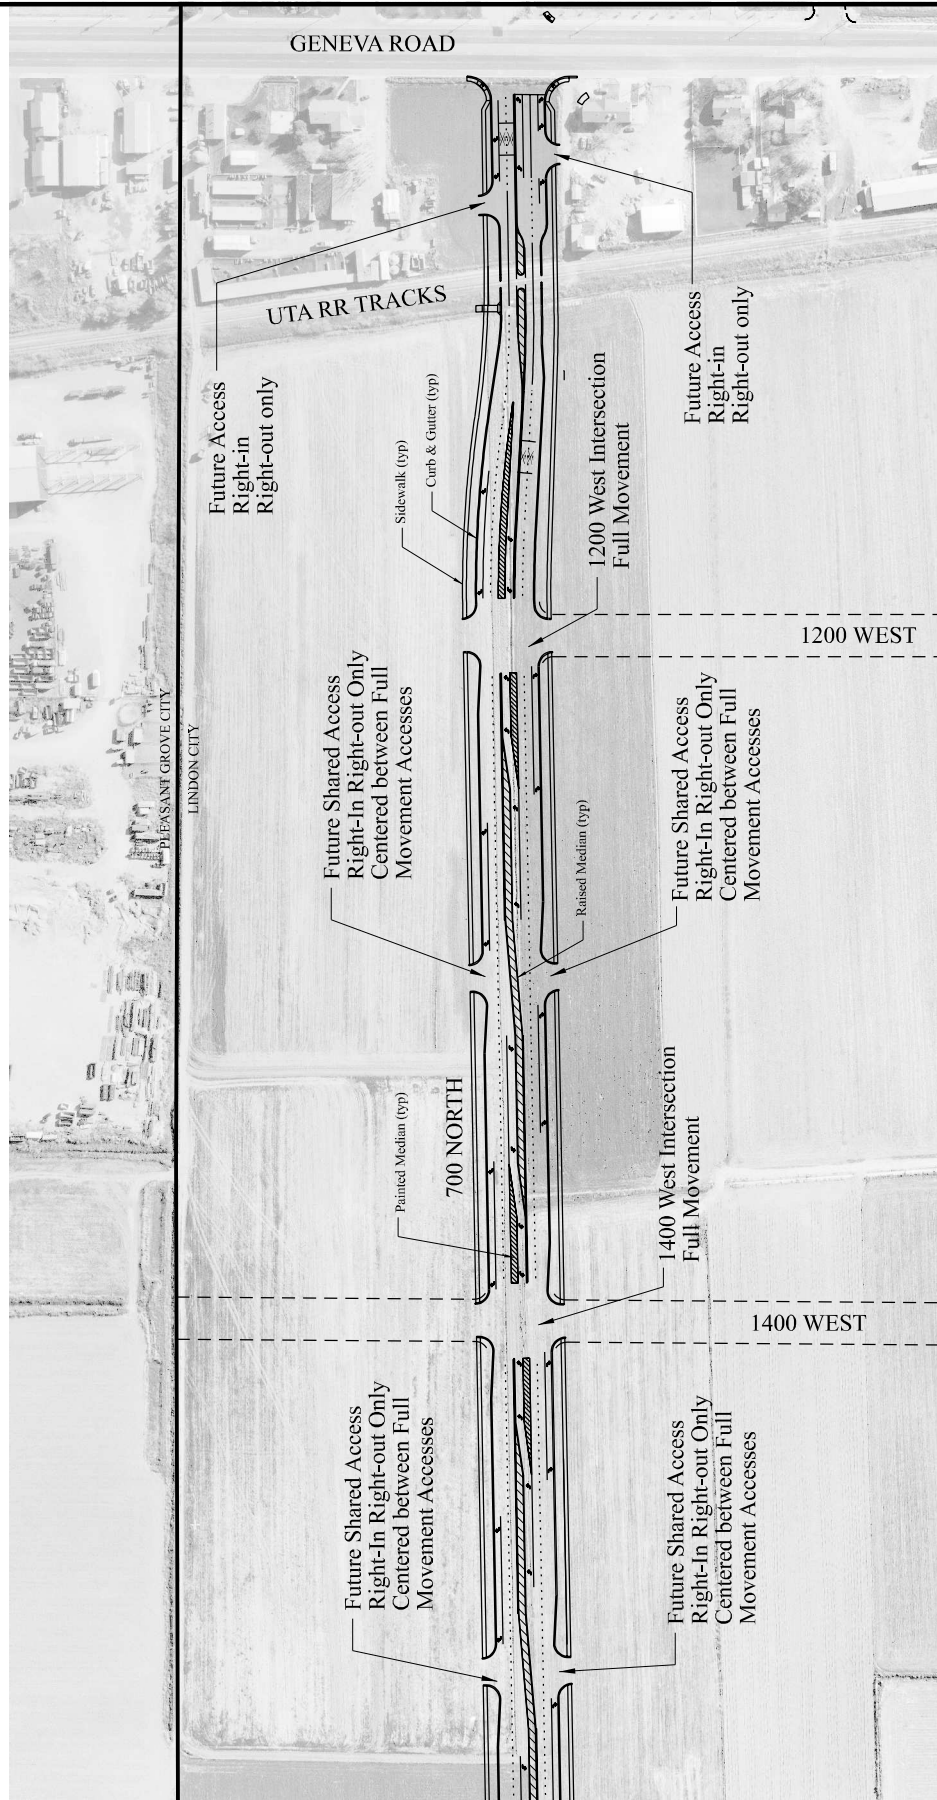 GENEVA ROAD
UTA RR TRACKS
Future Access
Right-in
Right-out only
Future Access
Right-in
Right-out only
Sidewalk (typ)
Curb & Gutter (typ)
1200 West Intersection
Full Movement
1200 WEST
PLEASANT GROVE CITY
LINDON CITY
Future Shared Access
Right-In Right-out Only
Centered between Full
Movement Accesses
Future Shared Access
Right-In Right-out Only
Centered between Full
Movement Accesses
Raised Median (typ)
700 NORTH
Painted Median (typ)
1400 West Intersection
Full Movement
1400 WEST
Future Shared Access
Right-In Right-out Only
Centered between Full
Movement Accesses
Future Shared Access
Right-In Right-out Only
Centered between Full
Movement Accesses